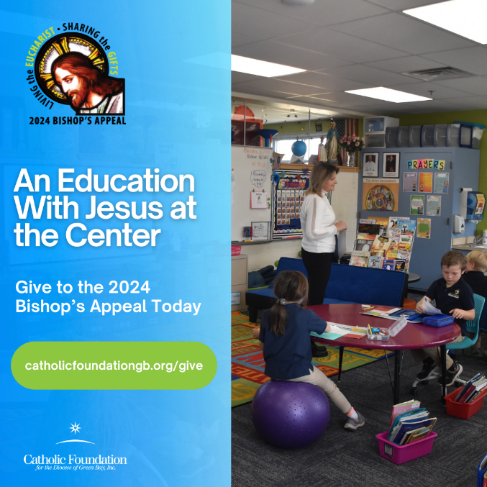 LIVING the EUCHARIST • SHARING the GIFTS
2024 BISHOP'S APPEAL
An Education
With Jesus at
the Center
Give to the 2024
Bishop's Appeal Today
catholicfoundationgb.org/give
Catholic Foundation
for the Diocese of Green Bay, Inc.
PRAYERS